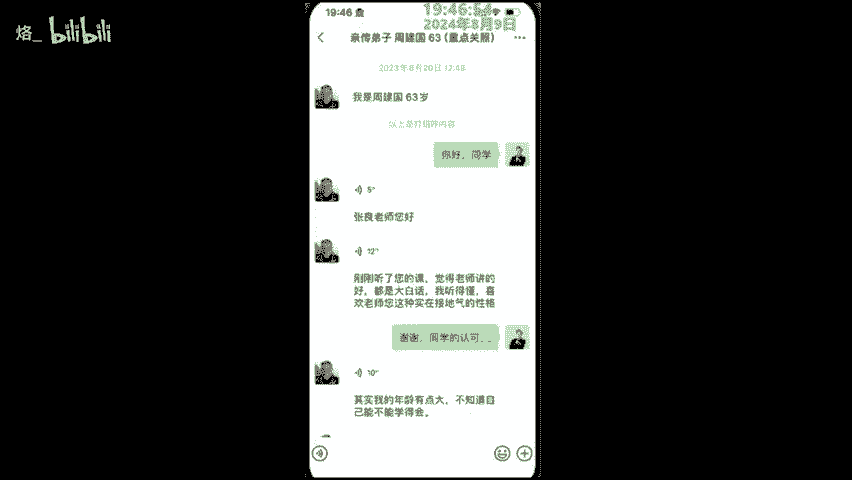 烙_ bilibili
19:46
19:46:54
2024年8月9日
亲传弟子 周建国 63 (重点关照)
2023年8月20日 17:48
我是周建国 63岁
以上是打招呼内容
你好，同学
5"
张良老师您好
12"
刚刚听了您的课，觉得老师讲的
好，都是大白话，我听得懂，喜
欢老师您这种实在接地气的性格
谢谢，同学的认可..
10"
其实我的年龄有点大，不知道自
己能不能学得会。